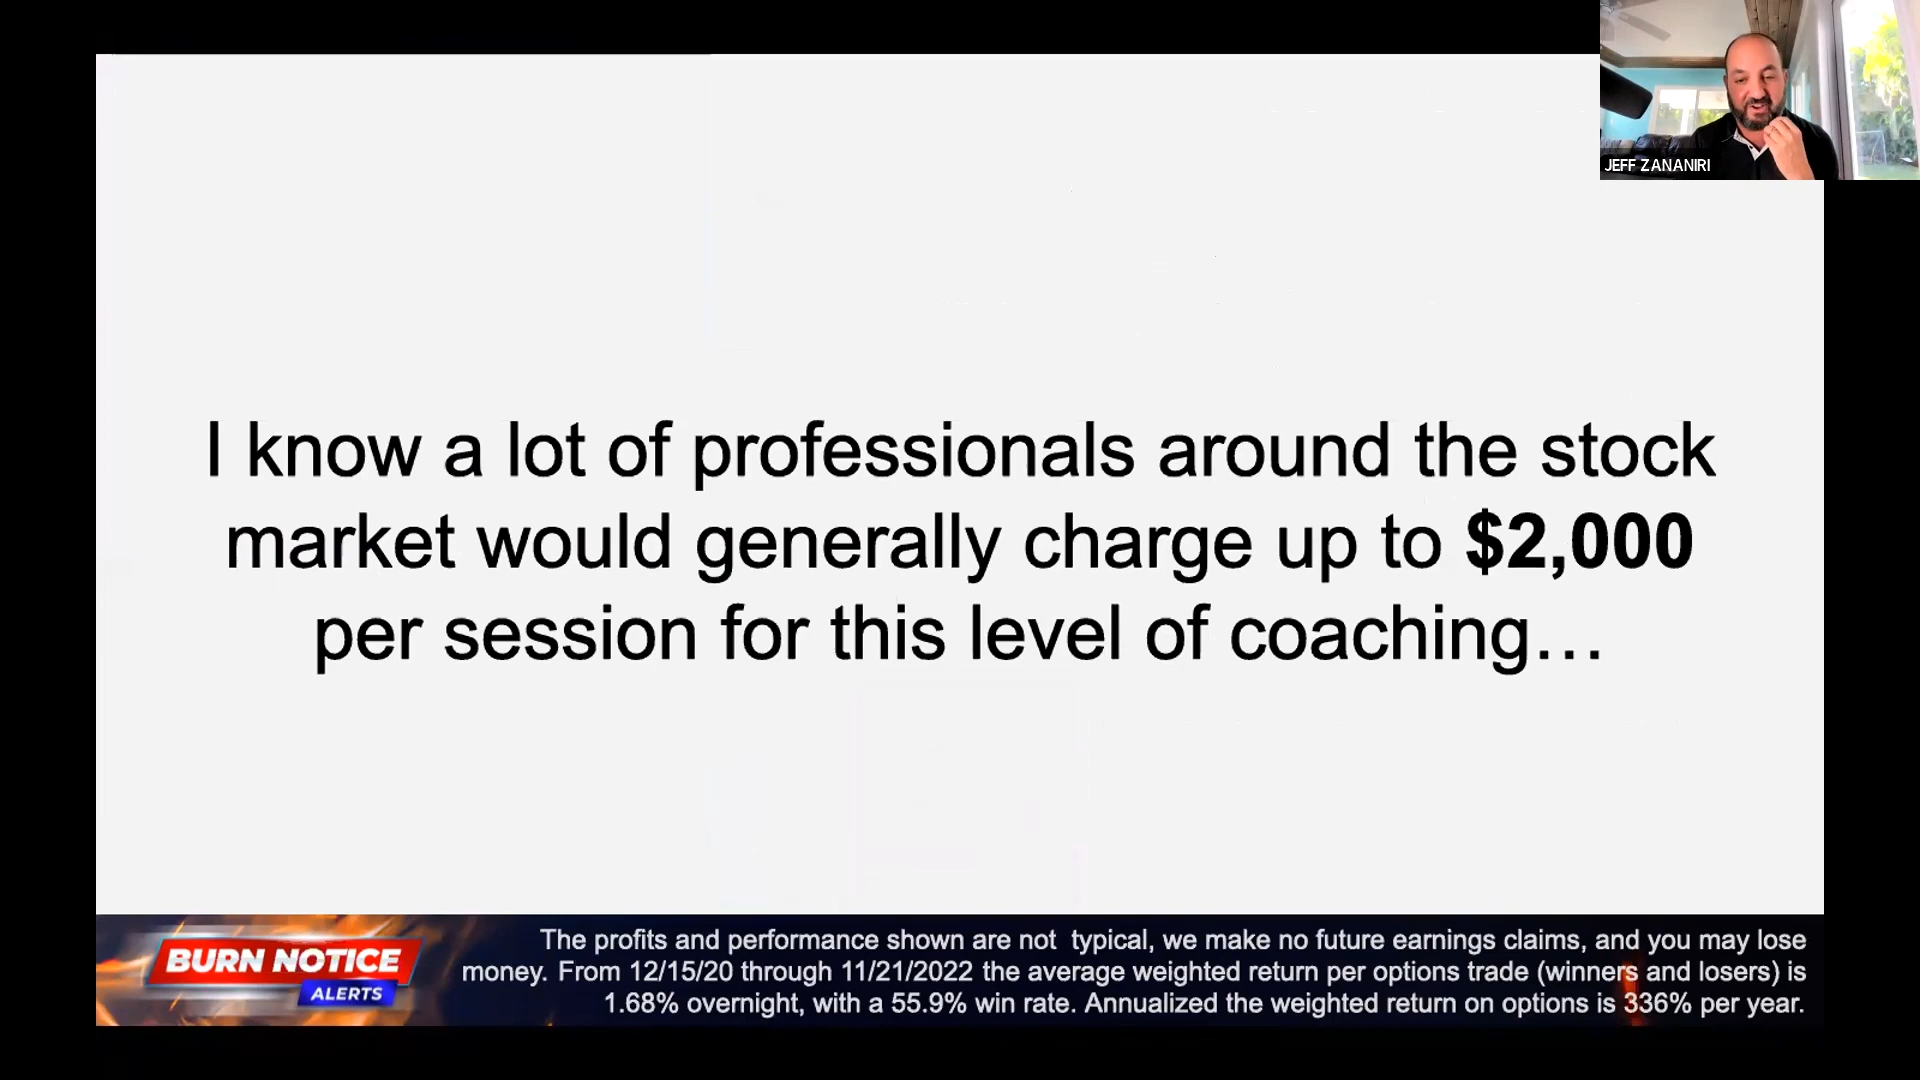 JEFF ZANANIRI
I know a lot of professionals around the stock
market would generally charge up to $2,000
per session for this level of coaching…
BURN NOTICE
ALERTS
The profits and performance shown are not typical, we make no future earnings claims, and you may lose
money. From 12/15/20 through 11/21/2022 the average weighted return per options trade (winners and losers) is
1.68% overnight, with a 55.9% win rate. Annualized the weighted return on options is 336% per year.